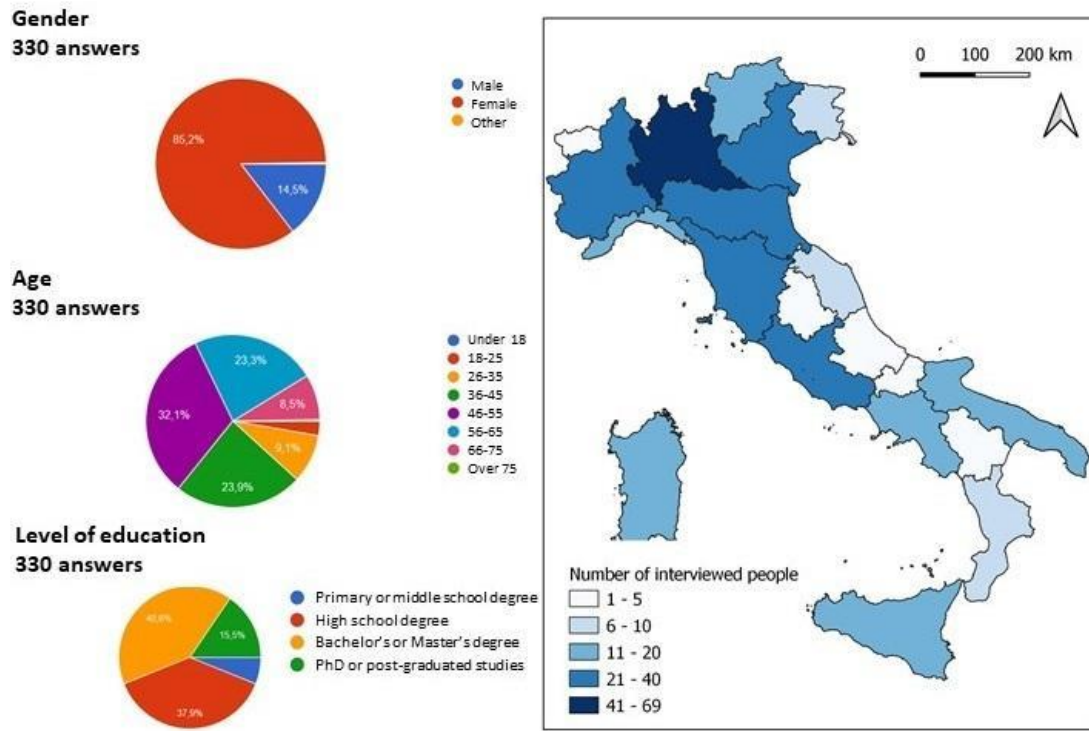 Gender
330 answers
Male
Female
Other
85,2%
14,5%
Age
330 answers
Under 18
18-25
26-35
36-45
46-55
56-65
66-75
Over 75
23,3%
8,5%
32,1%
9,1%
23,9%
Level of education
330 answers
Primary or middle school degree
High school degree
Bachelor's or Master's degree
PhD or post-graduated studies
15,5%
37,9%
0 100 200 km
Number of interviewed people
1 - 5
6 - 10
11 - 20
21 - 40
41 - 69